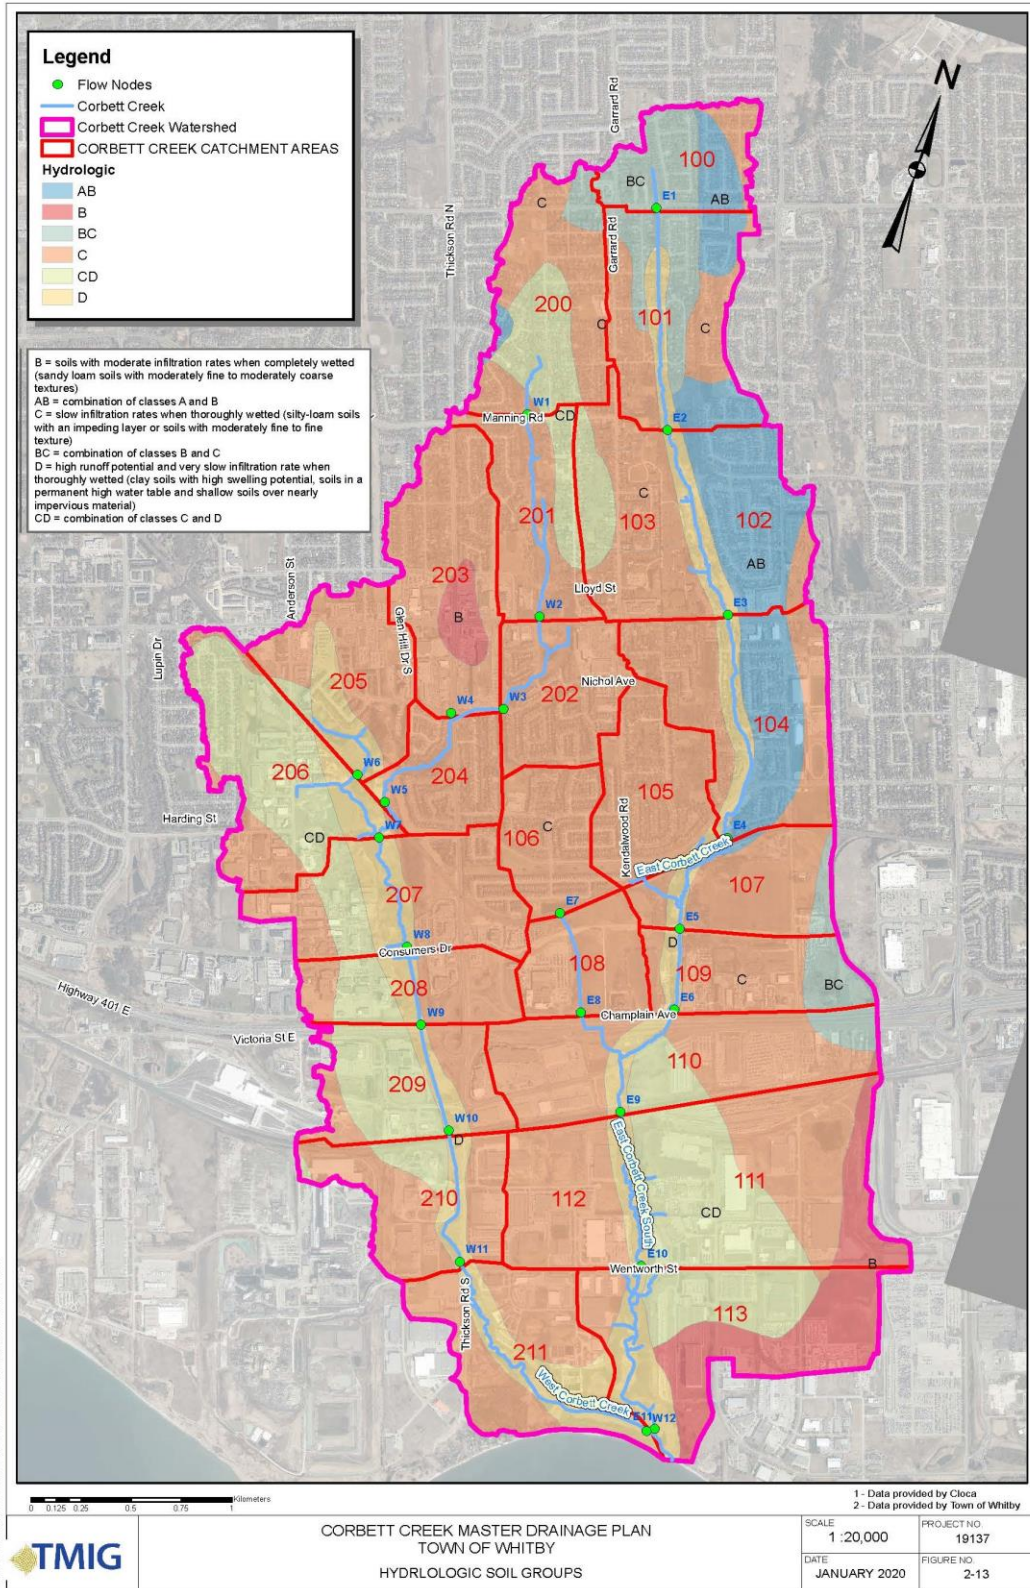 Legend
Flow Nodes
Corbett Creek
Corbett Creek Watershed
CORBETT CREEK CATCHMENT AREAS
Hydrologic
AB
B
BC
C
CD
D
B = soils with moderate infiltration rates when completely wetted
(sandy loam soils with moderately fine to moderately coarse
textures)
AB = combination of classes A and B
C = slow infiltration rates when thoroughly wetted (silty-loam soils
with an impeding layer or soils with moderately fine to fine
texture)
BC = combination of classes B and C
D = high runoff potential and very slow infiltration rate when
thoroughly wetted (clay soils with high swelling potential, soils in a
permanent high water table and shallow soils over nearly
impervious material)
CD = combination of classes C and D
N
Garrard Rd
100
BC
AB
E1
C
Garrard Rd
Thickson Rd N
200
C
101
C
W1
Manning Rd
CD
E2
C
201
103
102
AB
203
B
Lloyd St
W2
E3
Anderson St
Glen Hill Dr S
Lupin Dr
205
Nichol Ave
W4
W3
202
104
206
W6
204
W5
105
Harding St
CD
W7
106
C
Kendalwood Rd
E4
East Corbett Creek
107
207
E7
E5
D
W8
Consumers Dr
108
109
C
BC
Highway 401 E
208
E8
E6
Champlain Ave
W9
Victoria St E
110
209
E9
W10
D
East Corbett Creek South
111
210
112
CD
W11
E10
Wentworth St
B
Thickson Rd S
113
211
West Corbett Creek
E11
W12
Kilometers
0 0.125 0.25 0.5 0.75 1
1 - Data provided by Cloca
2 - Data provided by Town of Whitby
TMIG
CORBETT CREEK MASTER DRAINAGE PLAN
TOWN OF WHITBY
HYDRLOLOGIC SOIL GROUPS
SCALE
1 :20,000
PROJECT NO.
19137
DATE
JANUARY 2020
FIGURE NO.
2-13